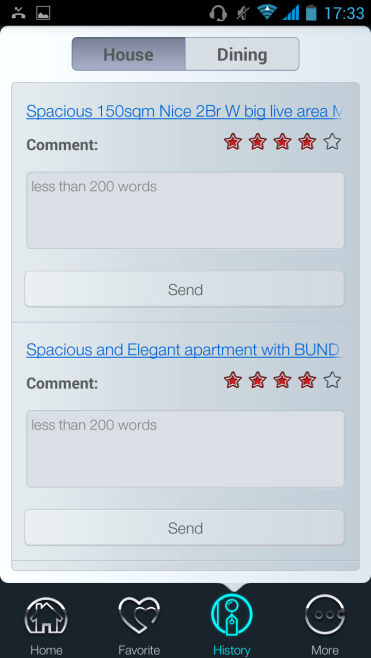 17:33
House
Dining
Spacious 150sqm Nice 2Br W big live area M
Comment:
less than 200 words
Send
Spacious and Elegant apartment with BUND
Comment:
less than 200 words
Send
Home
Favorite
History
More